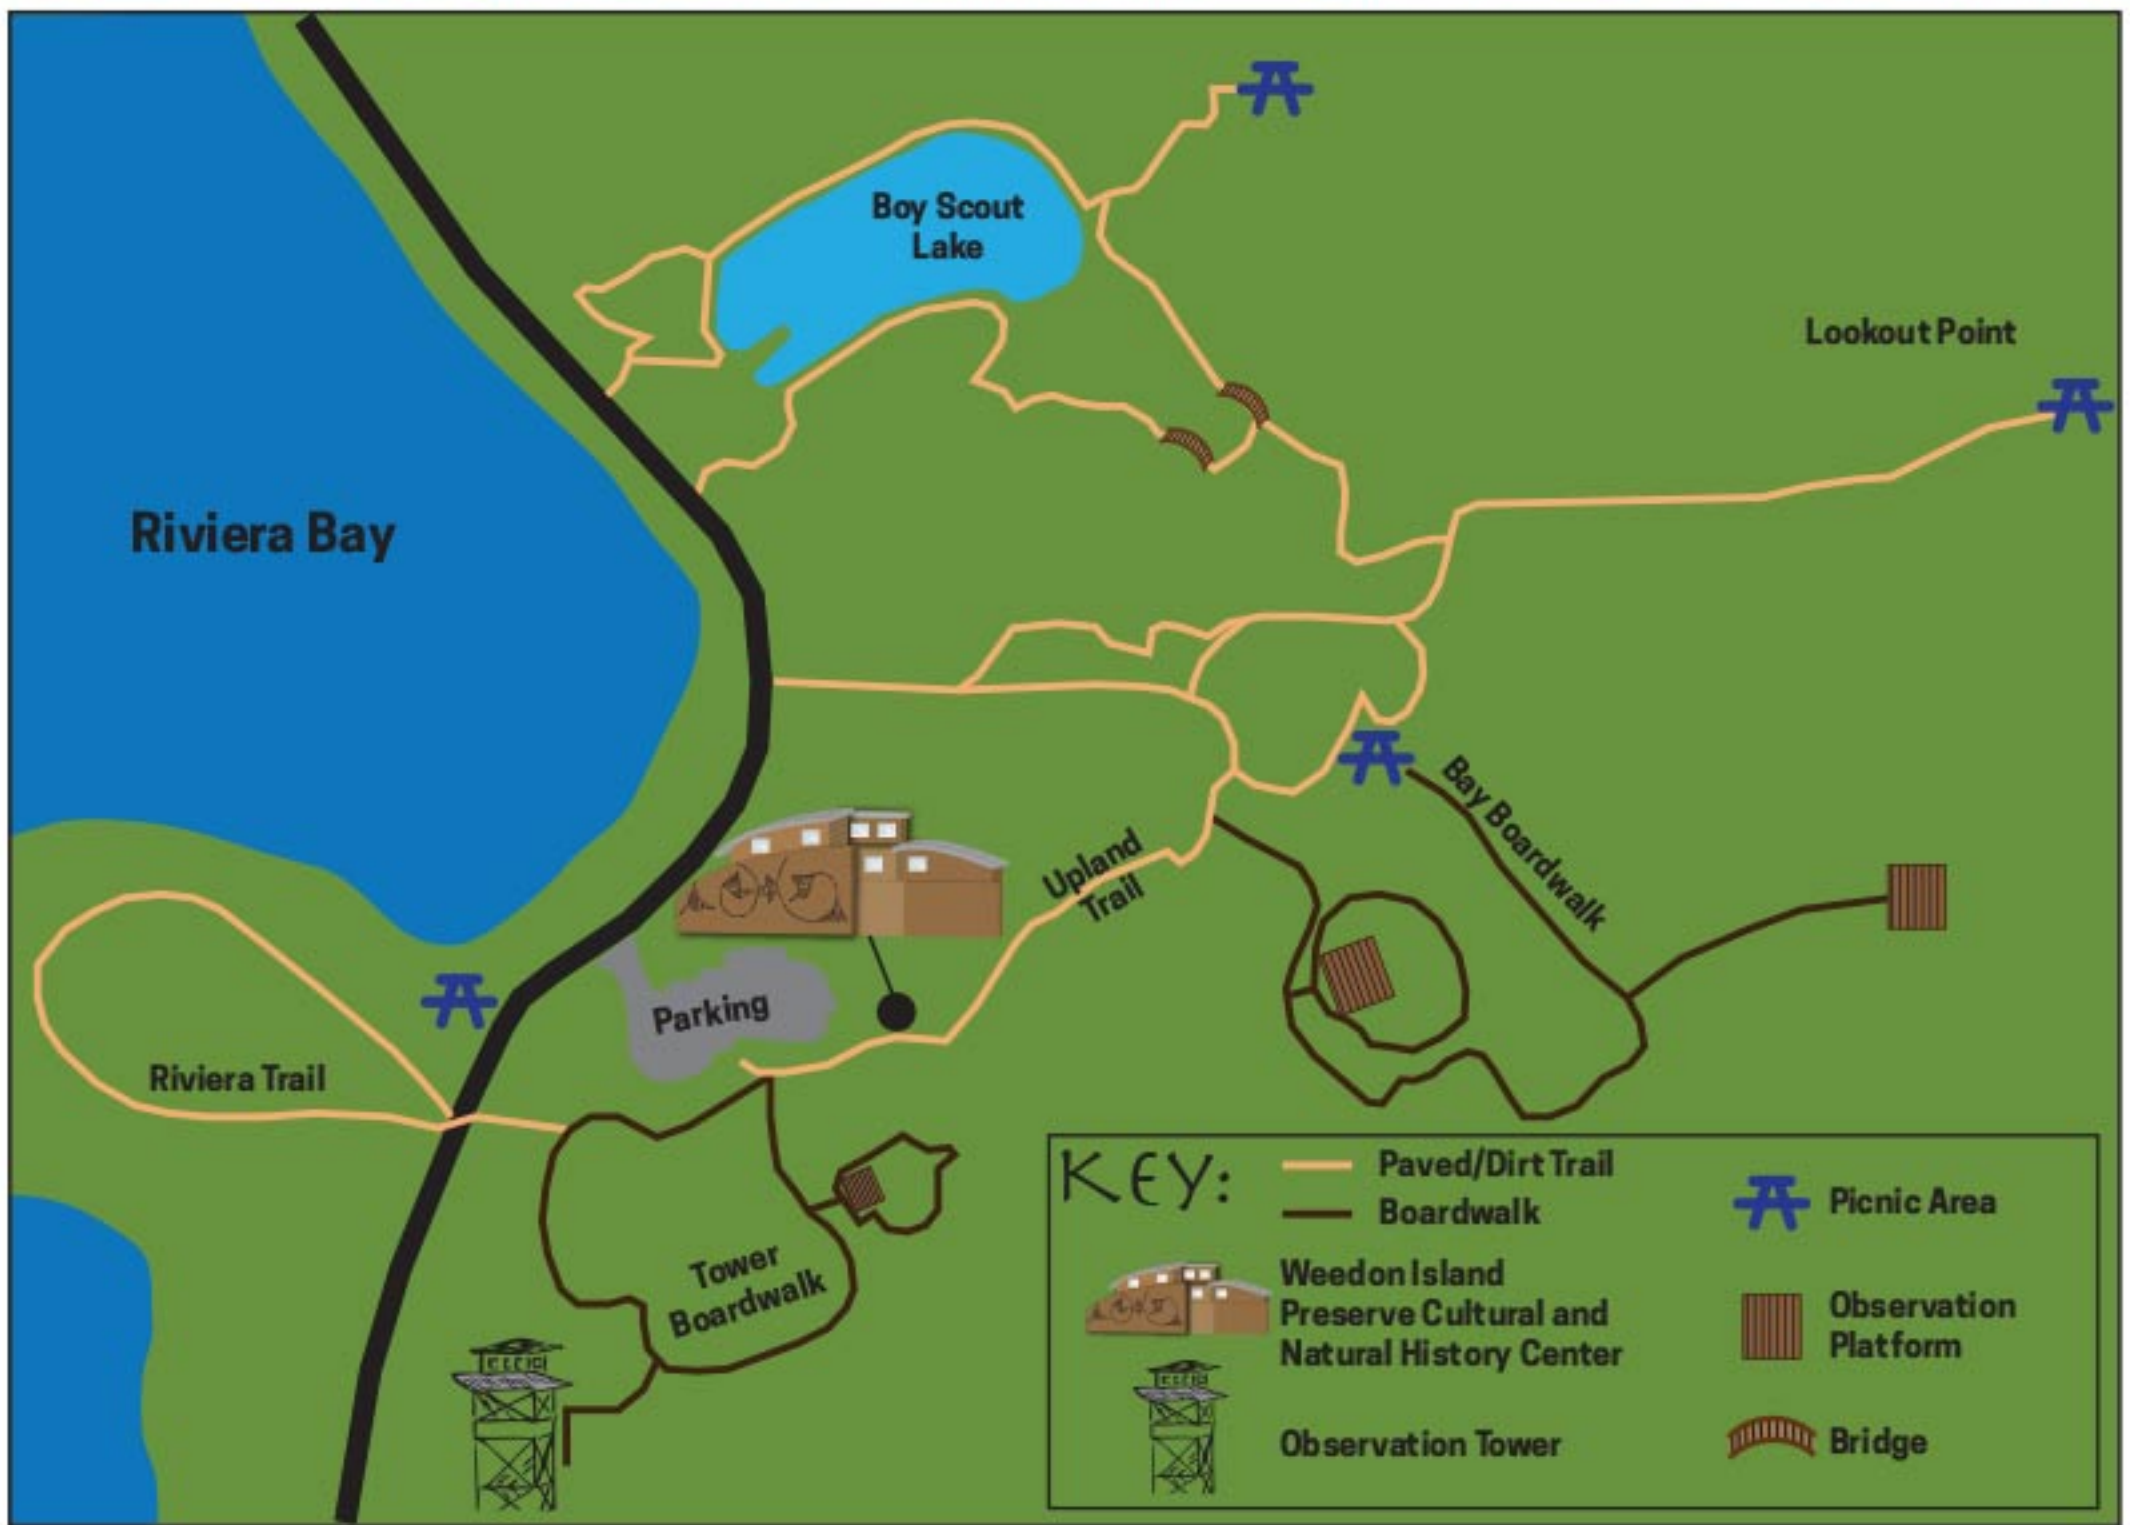 Boy Scout
Lake
Lookout Point
Riviera Bay
Bay Boardwalk
Upland
Trail
Parking
Riviera Trail
Tower
Boardwalk
KEY:
Paved/Dirt Trail
Boardwalk
Weedon Island
Preserve Cultural and
Natural History Center
Observation Tower
Picnic Area
Observation
Platform
Bridge